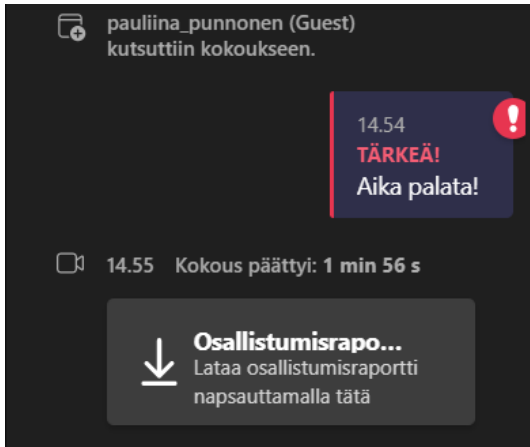 pauliina_punnonen (Guest)
kutsuttiin kokoukseen.
14.54
TÄRKEÄ!
Aika palata!
14.55 Kokous päättyi: 1 min 56 s
Osallistumisrapo...
Lataa osallistumisraportti
napsauttamalla tätä